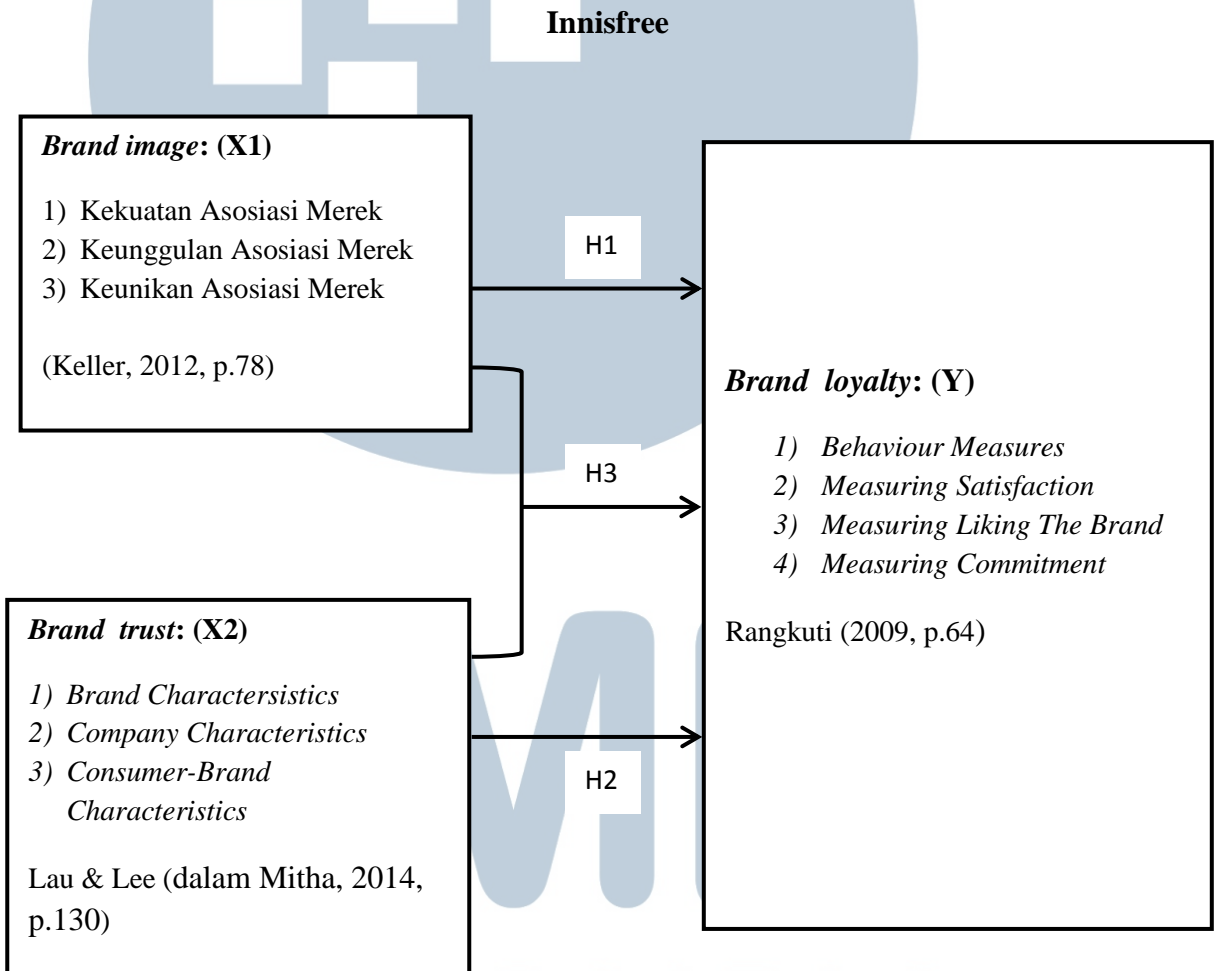 Innisfree
Brand image: (X1)
1) Kekuatan Asosiasi Merek
2) Keunggulan Asosiasi Merek
3) Keunikan Asosiasi Merek
(Keller, 2012, p.78)
H1
H3
Brand trust: (X2)
1) Brand Charactersistics
2) Company Characteristics
3) Consumer-Brand
Characteristics
Lau & Lee (dalam Mitha, 2014,
p.130)
H2
Brand loyalty: (Y)
1) Behaviour Measures
2) Measuring Satisfaction
3) Measuring Liking The Brand
4) Measuring Commitment
Rangkuti (2009, p.64)